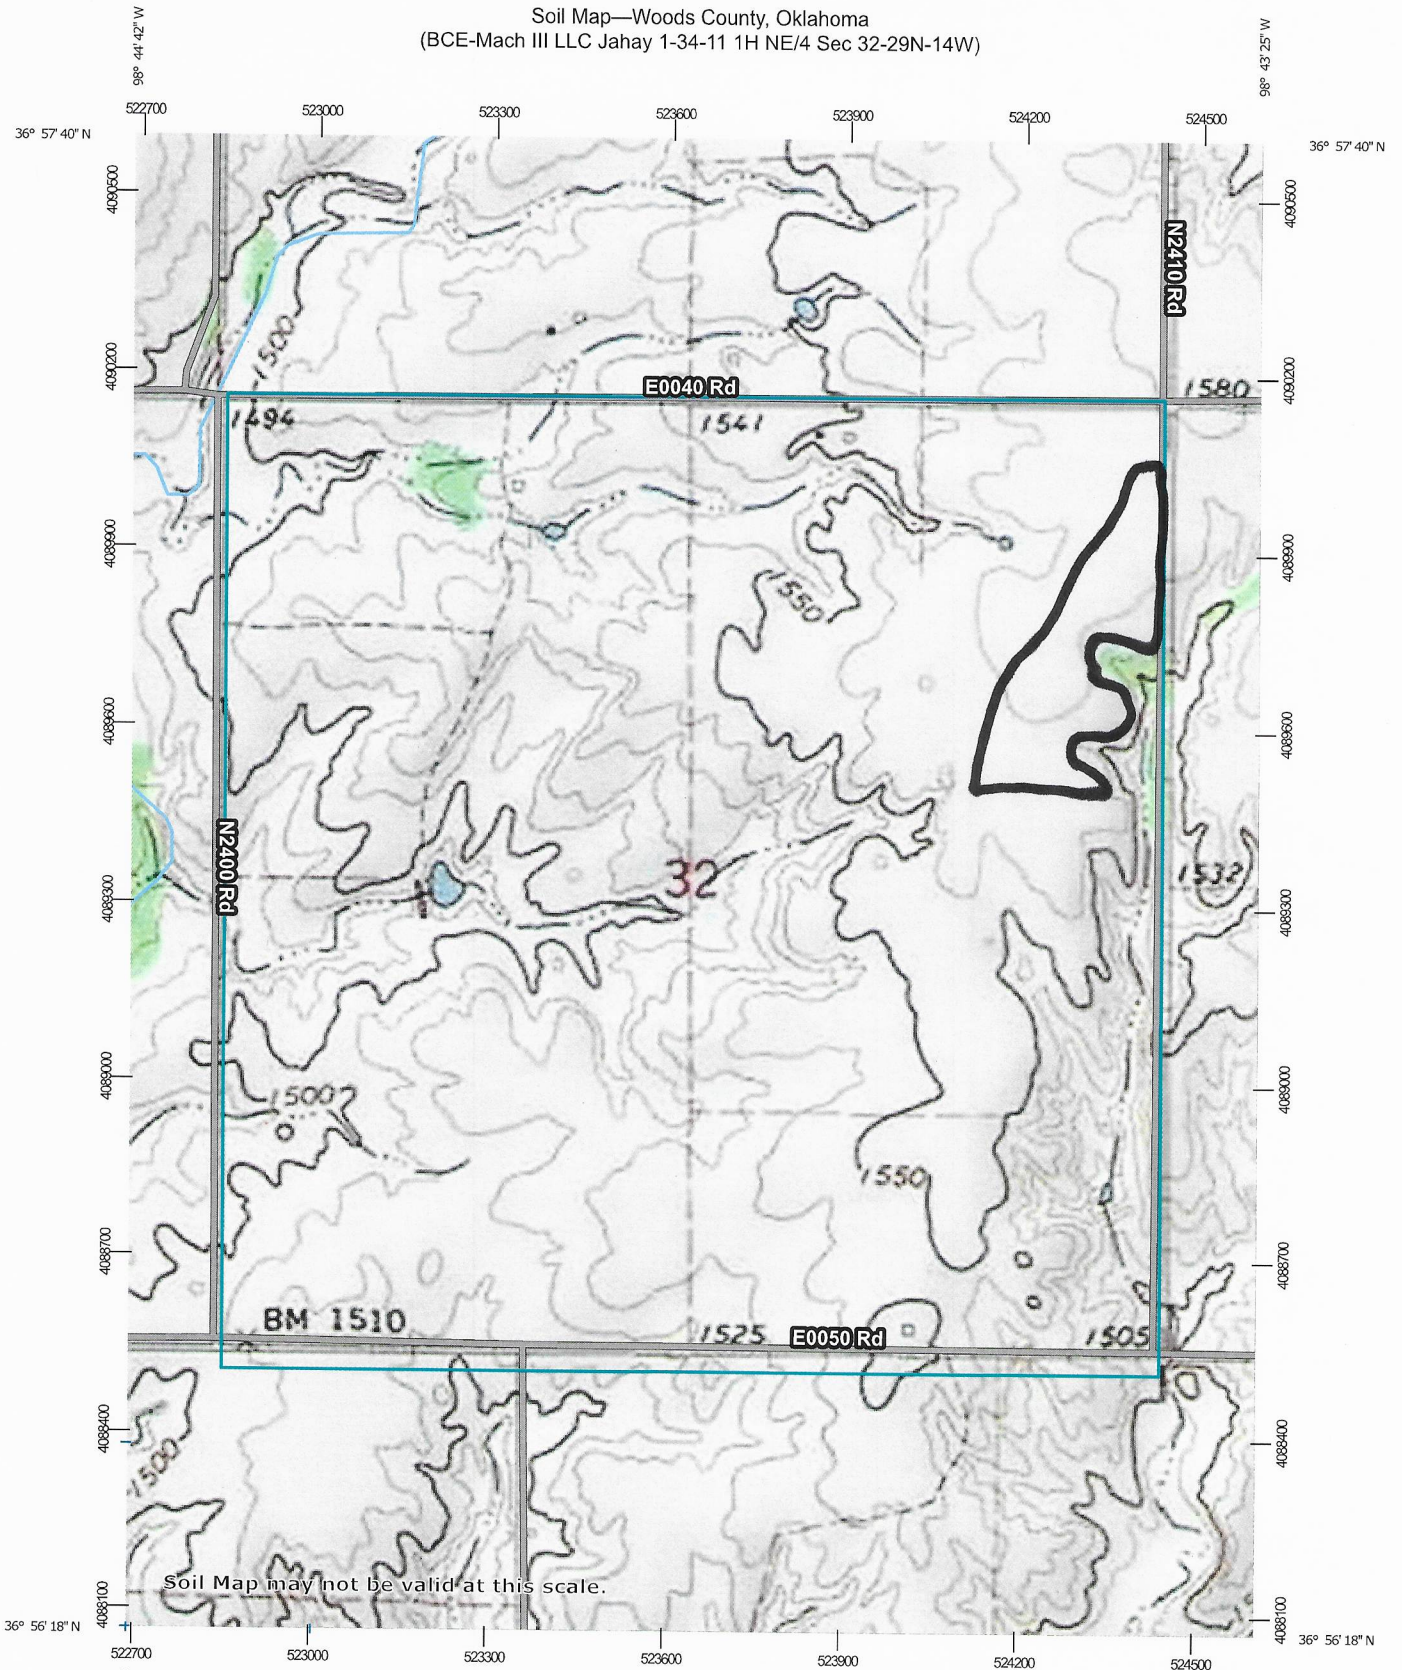 Soil Map—Woods County, Oklahoma
(BCE-Mach III LLC Jahay 1-34-11 1H NE/4 Sec 32-29N-14W)
98° 44' 42" W
98° 43' 25" W
522700 523000 523300 523600 523900 524200 524500
36° 57' 40" N
36° 57' 40" N
4090500
4090500
N2410 Rd
1500
4090200
4090200
E0040 Rd
1580
1494
1541
4089900
4089900
1550
4089600
4089600
N2400 Rd
32
1532
4089300
4089300
4089000
4089000
1500
1550
4088700
4088700
BM 1510
1525
E0050 Rd
1505
4088400
4088400
1500
Soil Map may not be valid at this scale.
4088100
4088100
36° 56' 18" N
36° 56' 18" N
522700 523000 523300 523600 523900 524200 524500